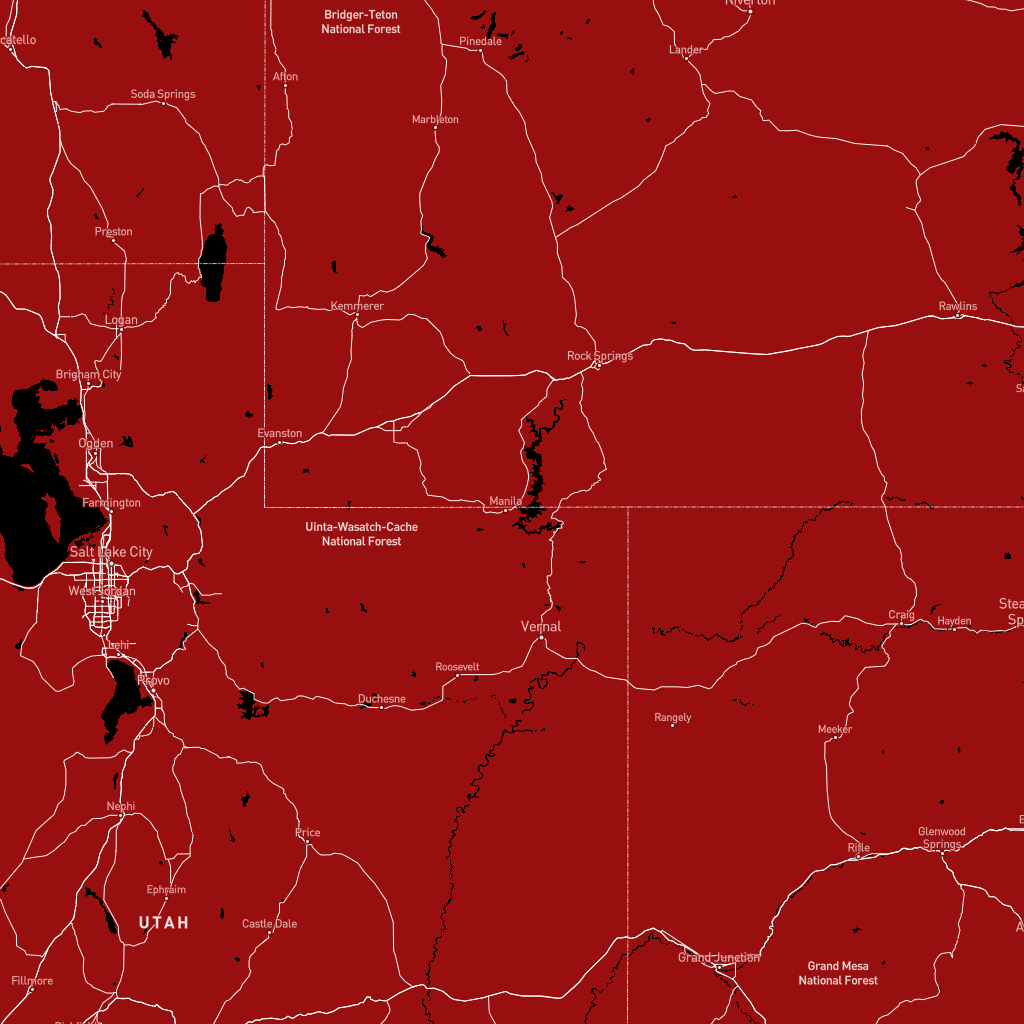 Riverton
Bridger-Teton
National Forest
catello
Pinedale
Lander
Afton
Soda Springs
Marbleton
Preston
Kemmerer
Rawlins
Logan
Rock Springs
Brigham City
Evanston
Ogden
Manila
Farmington
Uinta-Wasatch-Cache
National Forest
Salt Lake City
West Jordan
Stea
Sp
Craig
Hayden
Vernal
Lehi
Roosevelt
Provo
Duchesne
Rangely
Meeker
Nephi
Price
Glenwood
Springs
Rifle
Ephraim
UTAH
Castle Dale
Grand Junction
Grand Mesa
National Forest
Fillmore